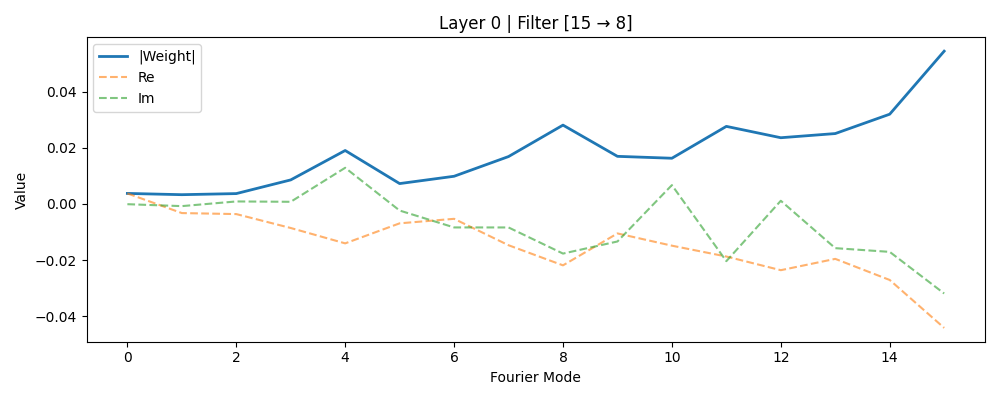 Layer 0 | Filter [15 → 8]
|Weight|
Re
Im
Value
0.04
0.02
0.00
−0.02
−0.04
0 2 4 6 8 10 12 14
Fourier Mode